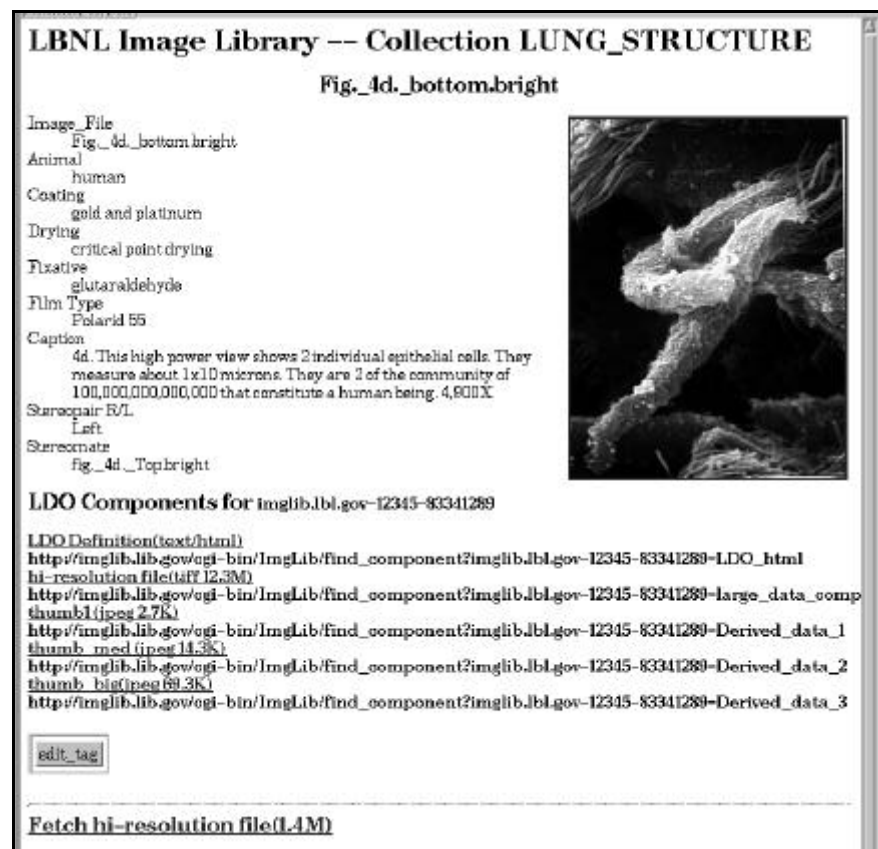 LBNL Image Library -- Collection LUNG_STRUCTURE
Fig._4d._bottom.bright
Image_File
Fig._4d._bottom.bright
Animal
human
Coating
gold and platinum
Drying
critical point drying
Fixative
glutaraldehyde
Film Type
Polarid 55
Caption
4d. This high power view shows 2 individual epithelial cells. They
measure about 1x10 microns. They are 2 of the community of
100,000,000,000,000 that constitute a human being. 4,900X
Stereopair R/L
Left
Stereomate
fig._4d._Top.bright
LDO Components for imglib.lbl.gov-12345-83341289
LDO Definition(text/html)
http://imglib.lib.gov/cgi-bin/ImgLib/find_component?imglib.lbl.gov-12345-83341289=LDO_html
hi-resolution file(tiff 12.3M)
http://imglib.lib.gov/cgi-bin/ImgLib/find_component?imglib.lbl.gov-12345-83341289=large_data_comp
thumb1(jpeg 2.7K)
http://imglib.lib.gov/cgi-bin/ImgLib/find_component?imglib.lbl.gov-12345-83341289=Derived_data_1
thumb_med (jpeg 14.3K)
http://imglib.lib.gov/cgi-bin/ImgLib/find_component?imglib.lbl.gov-12345-83341289=Derived_data_2
thumb_big(jpeg 69.3K)
http://imglib.lib.gov/cgi-bin/ImgLib/find_component?imglib.lbl.gov-12345-83341289=Derived_data_3
edit_tag
Fetch hi-resolution file(1.4M)